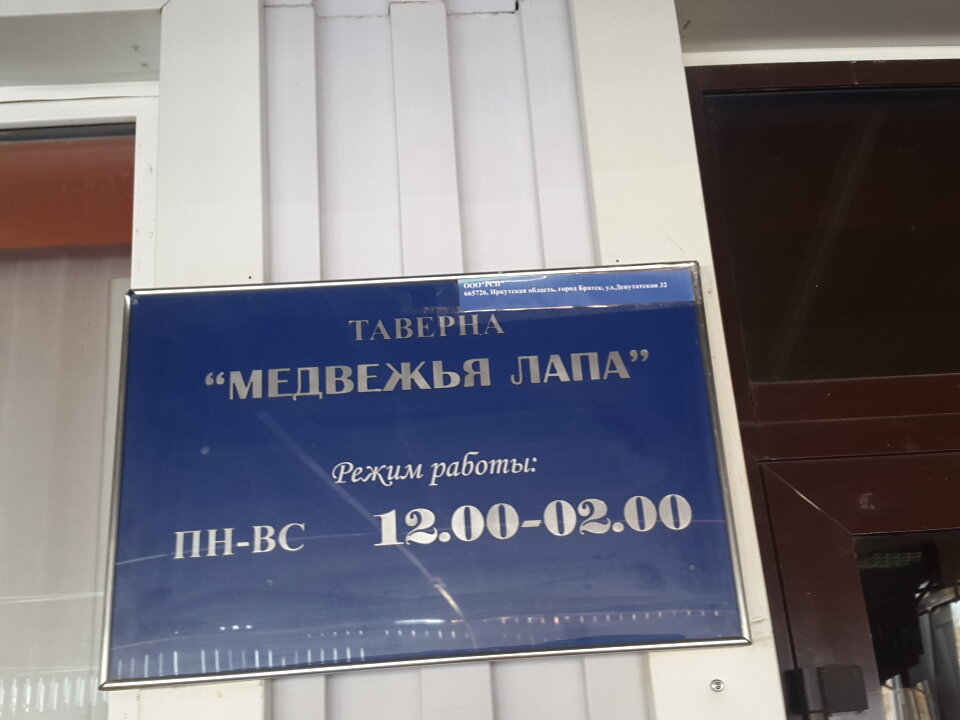 ООО"РСП"
665726, Иркутская область, город Братск, ул.Депутатская 32
ТАВЕРНА
“МЕДВЕЖЬЯ ЛАПА”
Режим работы:
ПН-ВС 12.00-02.00